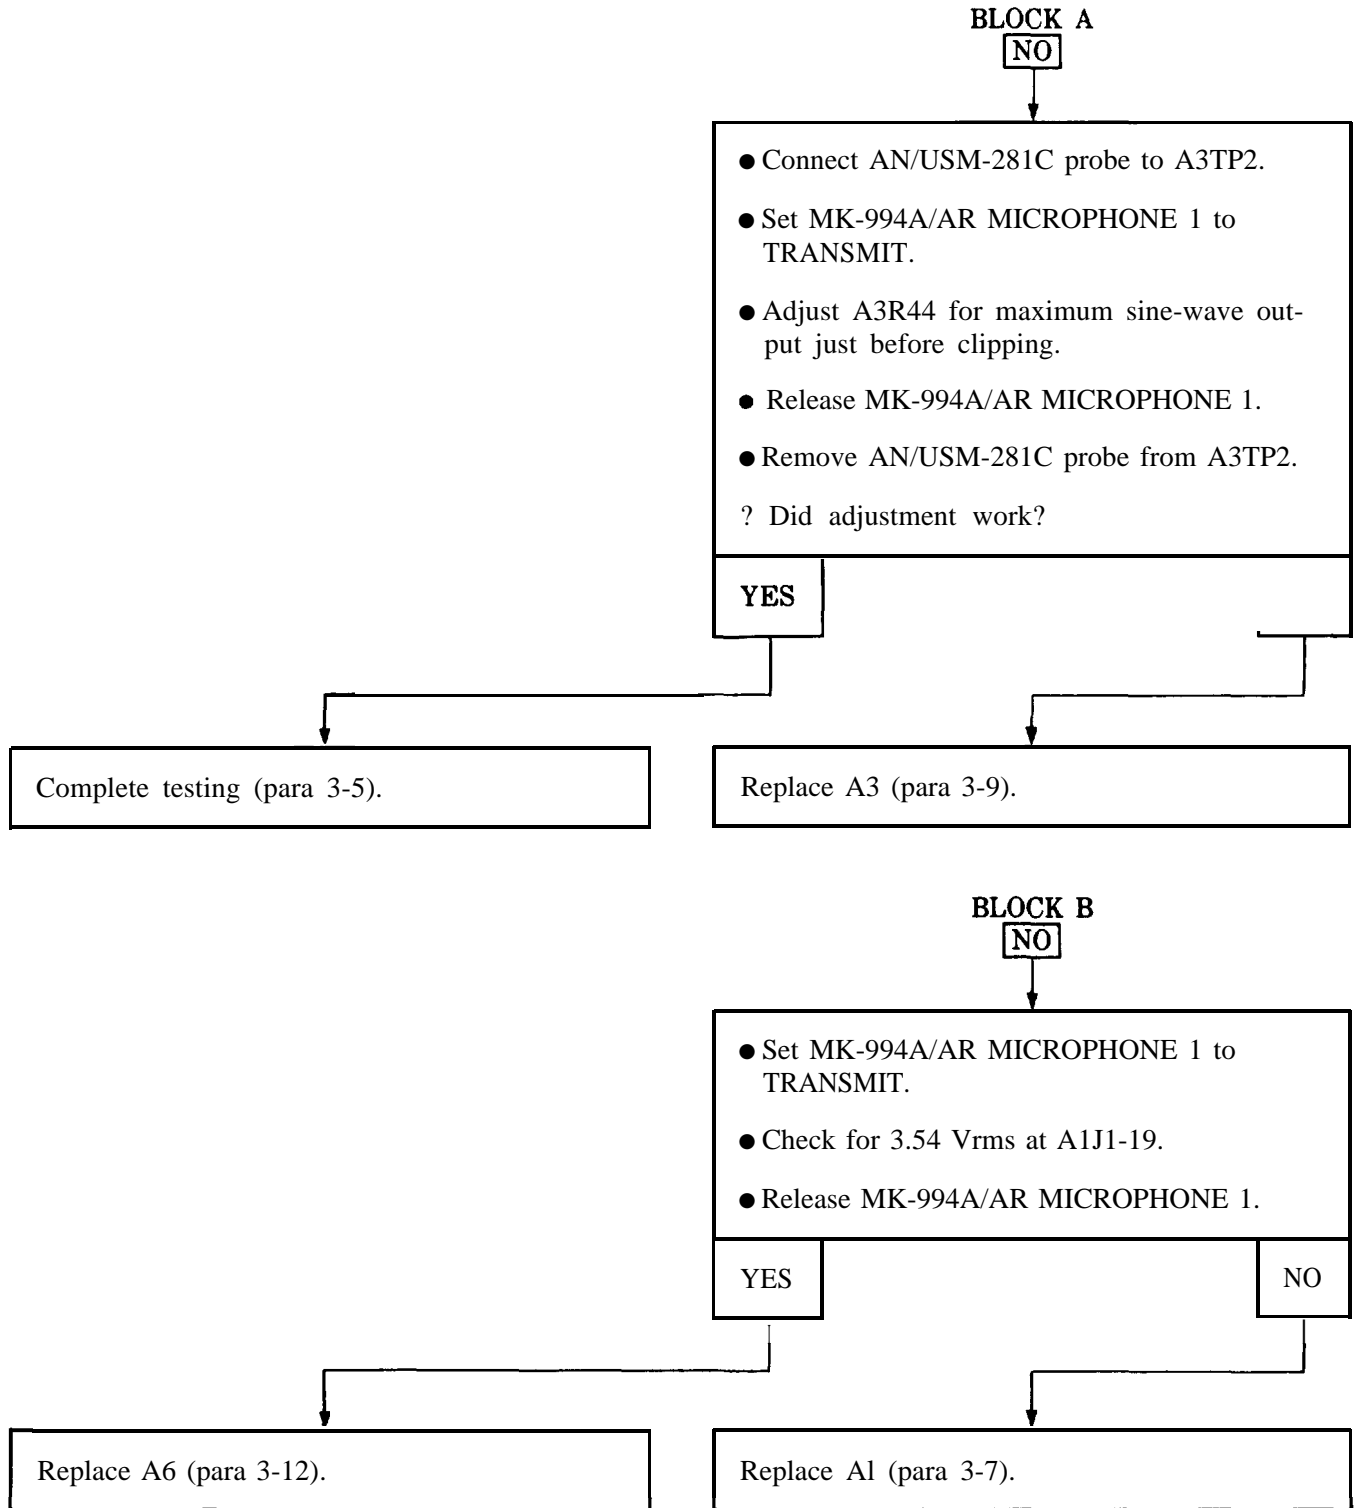 BLOCK A
NO
● Connect AN/USM-281C probe to A3TP2.
● Set MK-994A/AR MICROPHONE 1 to
TRANSMIT.
● Adjust A3R44 for maximum sine-wave out-
put just before clipping.
● Release MK-994A/AR MICROPHONE 1.
● Remove AN/USM-281C probe from A3TP2.
? Did adjustment work?
YES
Complete testing (para 3-5).
Replace A3 (para 3-9).
BLOCK B
NO
● Set MK-994A/AR MICROPHONE 1 to
TRANSMIT.
● Check for 3.54 Vrms at A1J1-19.
● Release MK-994A/AR MICROPHONE 1.
YES
NO
Replace A6 (para 3-12).
Replace Al (para 3-7).